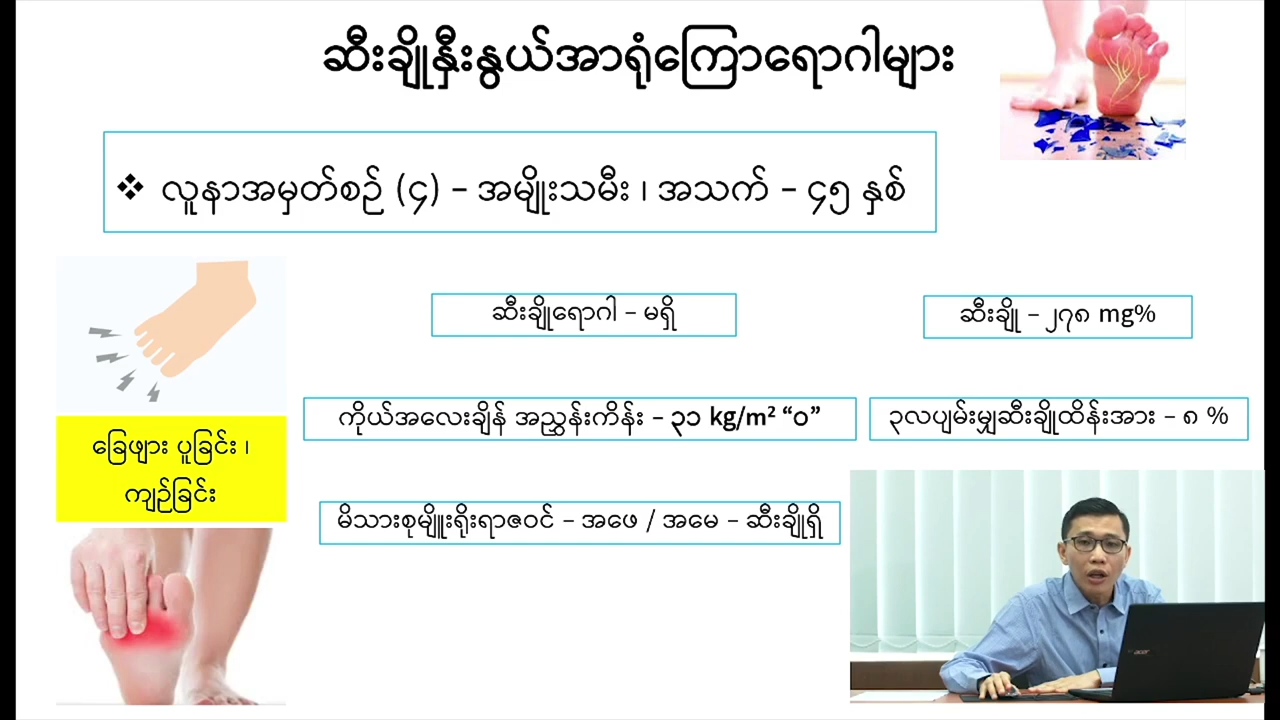 ဆီးချိုနှီးနွယ်အာရုံကြောရောဂါများ
❖ လူနာအမှတ်စဉ် (၄) – အမျိုးသမီး ၊ အသက် – ၄၅ နှစ်
ဆီးချိုရောဂါ – မရှိ
ဆီးချို – ၂၇၈ mg%
ကိုယ်အလေးချိန် အညွှန်းကိန်း – ၃၁ kg/m² “ဝ”
၃လပျမ်းမျှဆီးချိုထိန်းအား – ၈ %
ခြေဖျား ပူခြင်း ၊
ကျဉ်ခြင်း
မိသားစုမျိူးရိုးရာဇဝင် – အဖေ / အမေ – ဆီးချိုရှိ
acer